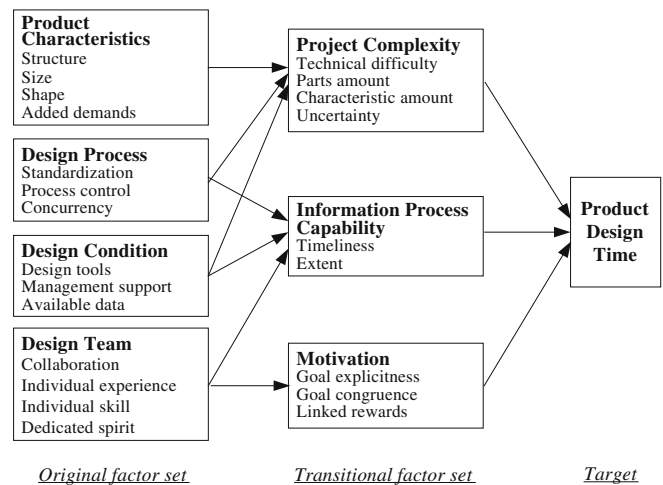 Product
Characteristics
Structure
Size
Shape
Added demands
Design Process
Standardization
Process control
Concurrency
Design Condition
Design tools
Management support
Available data
Design Team
Collaboration
Individual experience
Individual skill
Dedicated spirit
Original factor set
Project Complexity
Technical difficulty
Parts amount
Characteristic amount
Uncertainty
Information Process
Capability
Timeliness
Extent
Motivation
Goal explicitness
Goal congruence
Linked rewards
Transitional factor set
Product
Design
Time
Target